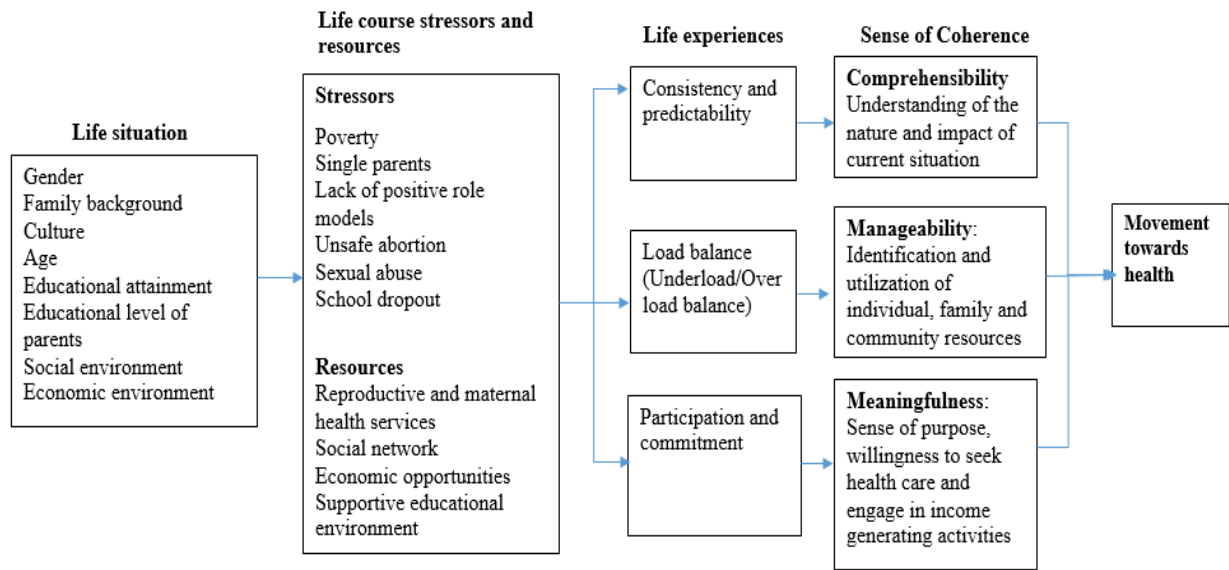 Life situation
Gender
Family background
Culture
Age
Educational attainment
Educational level of
parents
Social environment
Economic environment
Life course stressors and
resources
Stressors
Poverty
Single parents
Lack of positive role
models
Unsafe abortion
Sexual abuse
School dropout
Resources
Reproductive and maternal
health services
Social network
Economic opportunities
Supportive educational
environment
Life experiences
Consistency and
predictability
Load balance
(Underload/Over
load balance)
Participation and
commitment
Sense of Coherence
Comprehensibility
Understanding of the
nature and impact of
current situation
Manageability:
Identification and
utilization of
individual, family and
community resources
Meaningfulness:
Sense of purpose,
willingness to seek
health care and
engage in income
generating activities
Movement
towards
health